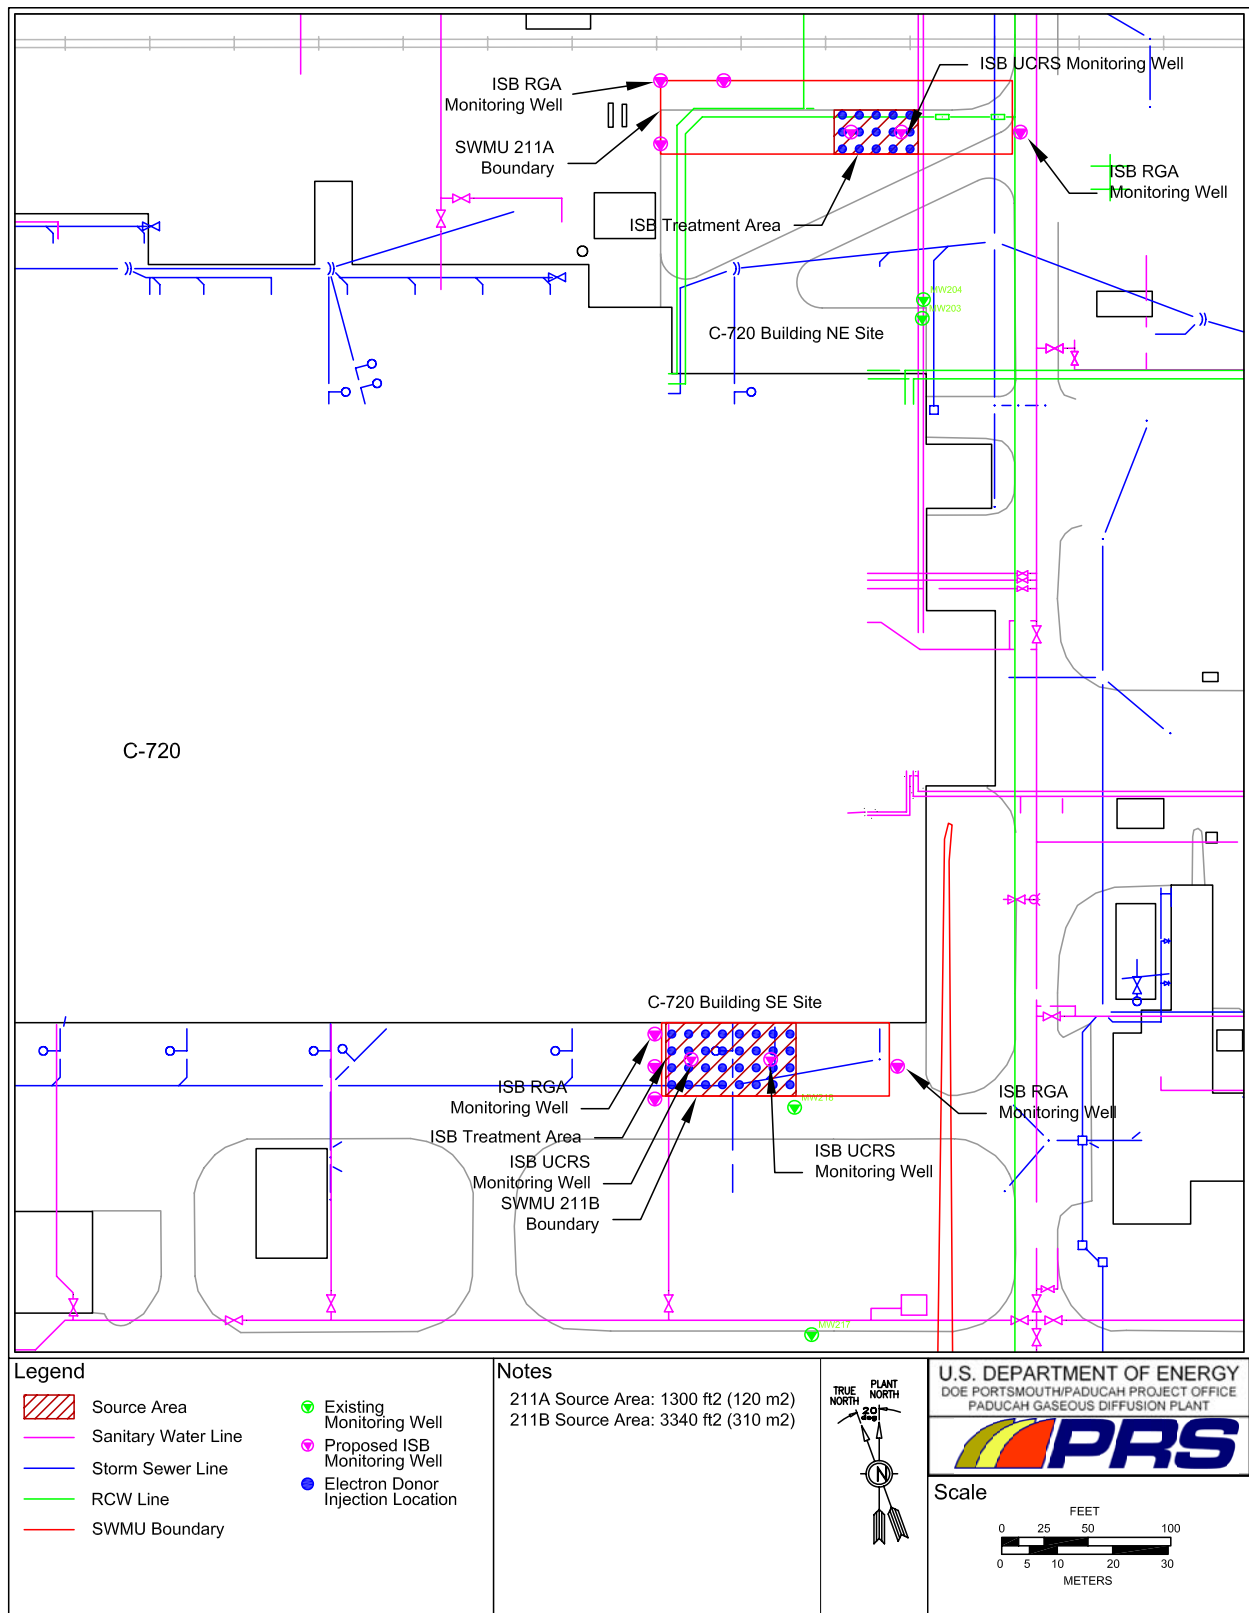 ISB UCRS Monitoring Well
ISB RGA
Monitoring Well
SWMU 211A
Boundary
ISB RGA
Monitoring Well
ISB Treatment Area
MW204
MW203
C-720 Building NE Site
C-720
C-720 Building SE Site
ISB RGA
Monitoring Well
ISB RGA
Monitoring Well
MW218
ISB Treatment Area
ISB UCRS
Monitoring Well
ISB UCRS
Monitoring Well
SWMU 211B
Boundary
MW217
Legend
Source Area
Sanitary Water Line
Storm Sewer Line
RCW Line
SWMU Boundary
Existing
Monitoring Well
Proposed ISB
Monitoring Well
Electron Donor
Injection Location
Notes
211A Source Area: 1300 ft2 (120 m2)
211B Source Area: 3340 ft2 (310 m2)
TRUE
NORTH
PLANT
NORTH
20
deg
N
U.S. DEPARTMENT OF ENERGY
DOE PORTSMOUTH/PADUCAH PROJECT OFFICE
PADUCAH GASEOUS DIFFUSION PLANT
PRS
Scale
FEET
0 25 50 100
0 5 10 20 30
METERS